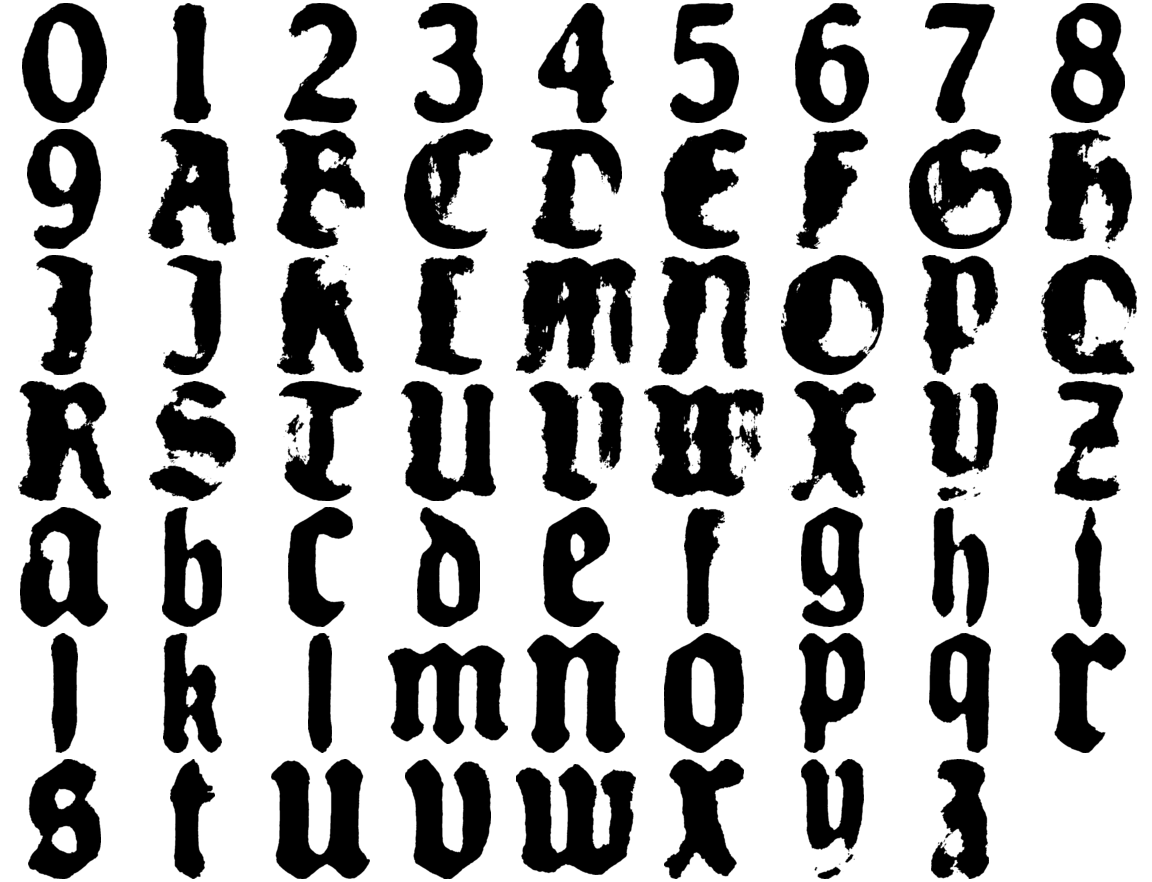 0 1 2 3 4 5 6 7 8
9 A B C D E F G H
I J K L M N O P Q
R S T U V W X Y Z
a b c d e f g h i
j k l m n o p q r
s t u v w x y z